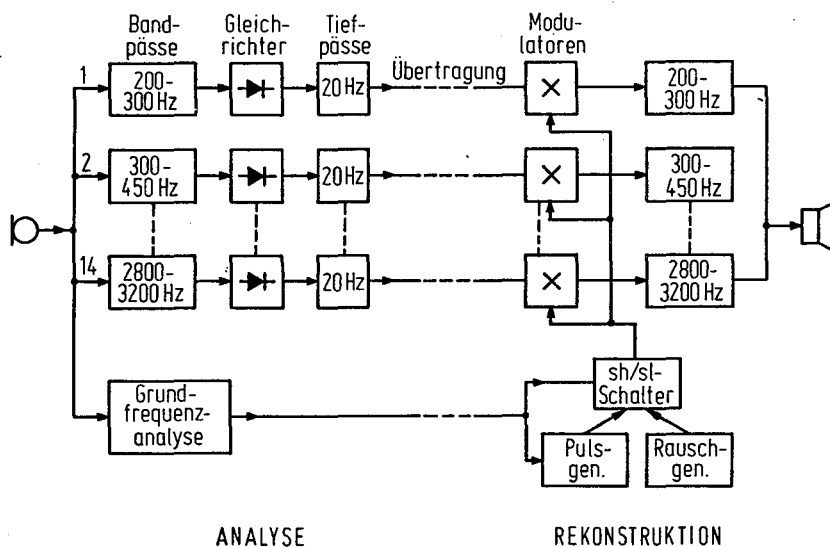 Band-
pässe
Gleich-
richter
Tief-
pässe
Modu-
latoren
1
200-
300 Hz
20 Hz
Übertragung
×
200-
300 Hz
2
300-
450 Hz
20 Hz
×
300-
450 Hz
14
2800-
3200 Hz
20 Hz
×
2800-
3200 Hz
Grund-
frequenz-
analyse
sh/sl-
Schalter
Puls-
gen.
Rausch-
gen.
ANALYSE
REKONSTRUKTION